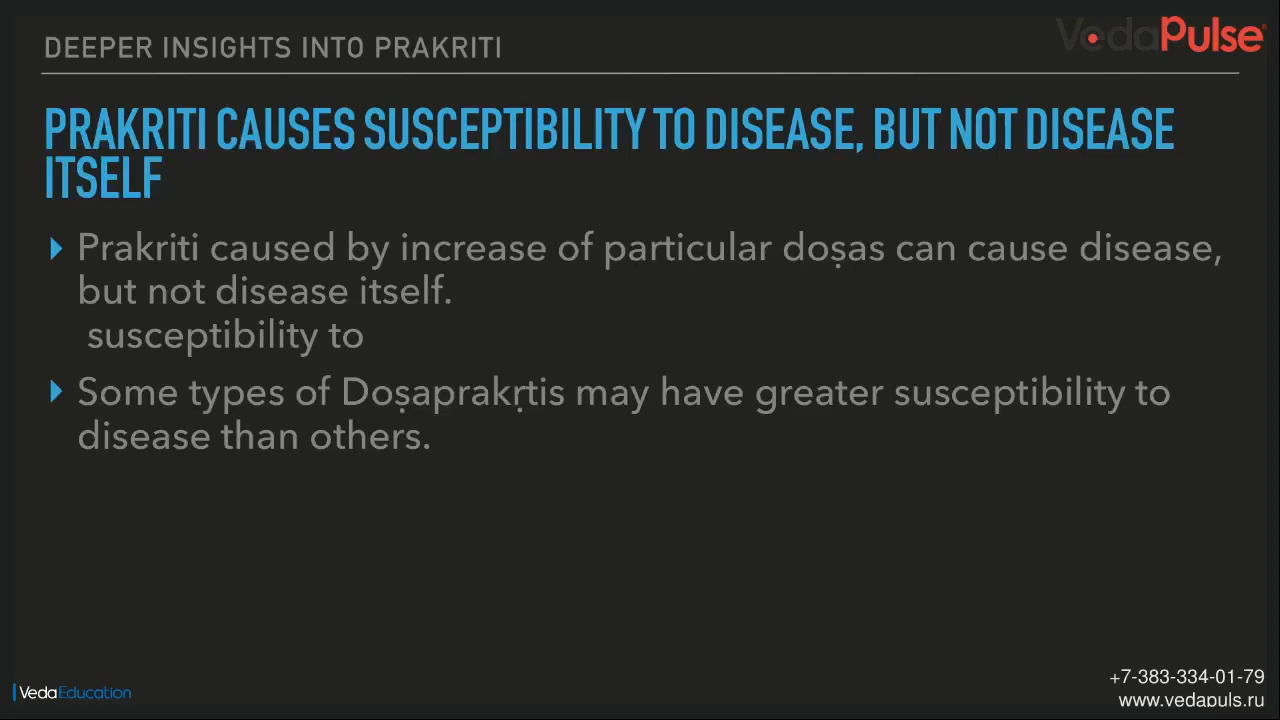 DEEPER INSIGHTS INTO PRAKRITI
VedaPulse®
PRAKRITI CAUSES SUSCEPTIBILITY TO DISEASE, BUT NOT DISEASE
ITSELF
Prakriti caused by increase of particular doṣas can cause disease,
but not disease itself.
susceptibility to
Some types of Doṣaprakṛtis may have greater susceptibility to
disease than others.
VedaEducation
+7-383-334-01-79
www.vedapuls.ru